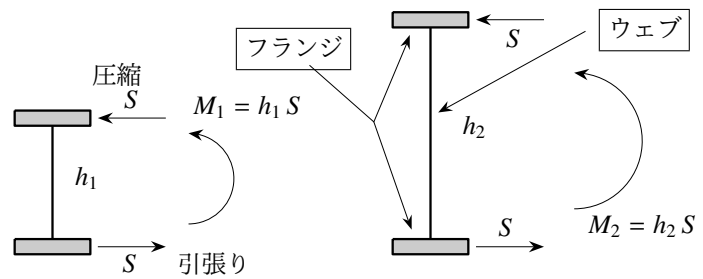 圧縮
S
M₁ = h₁ S
h₁
S
引張り
フランジ
S
ウェブ
h₂
S
M₂ = h₂ S